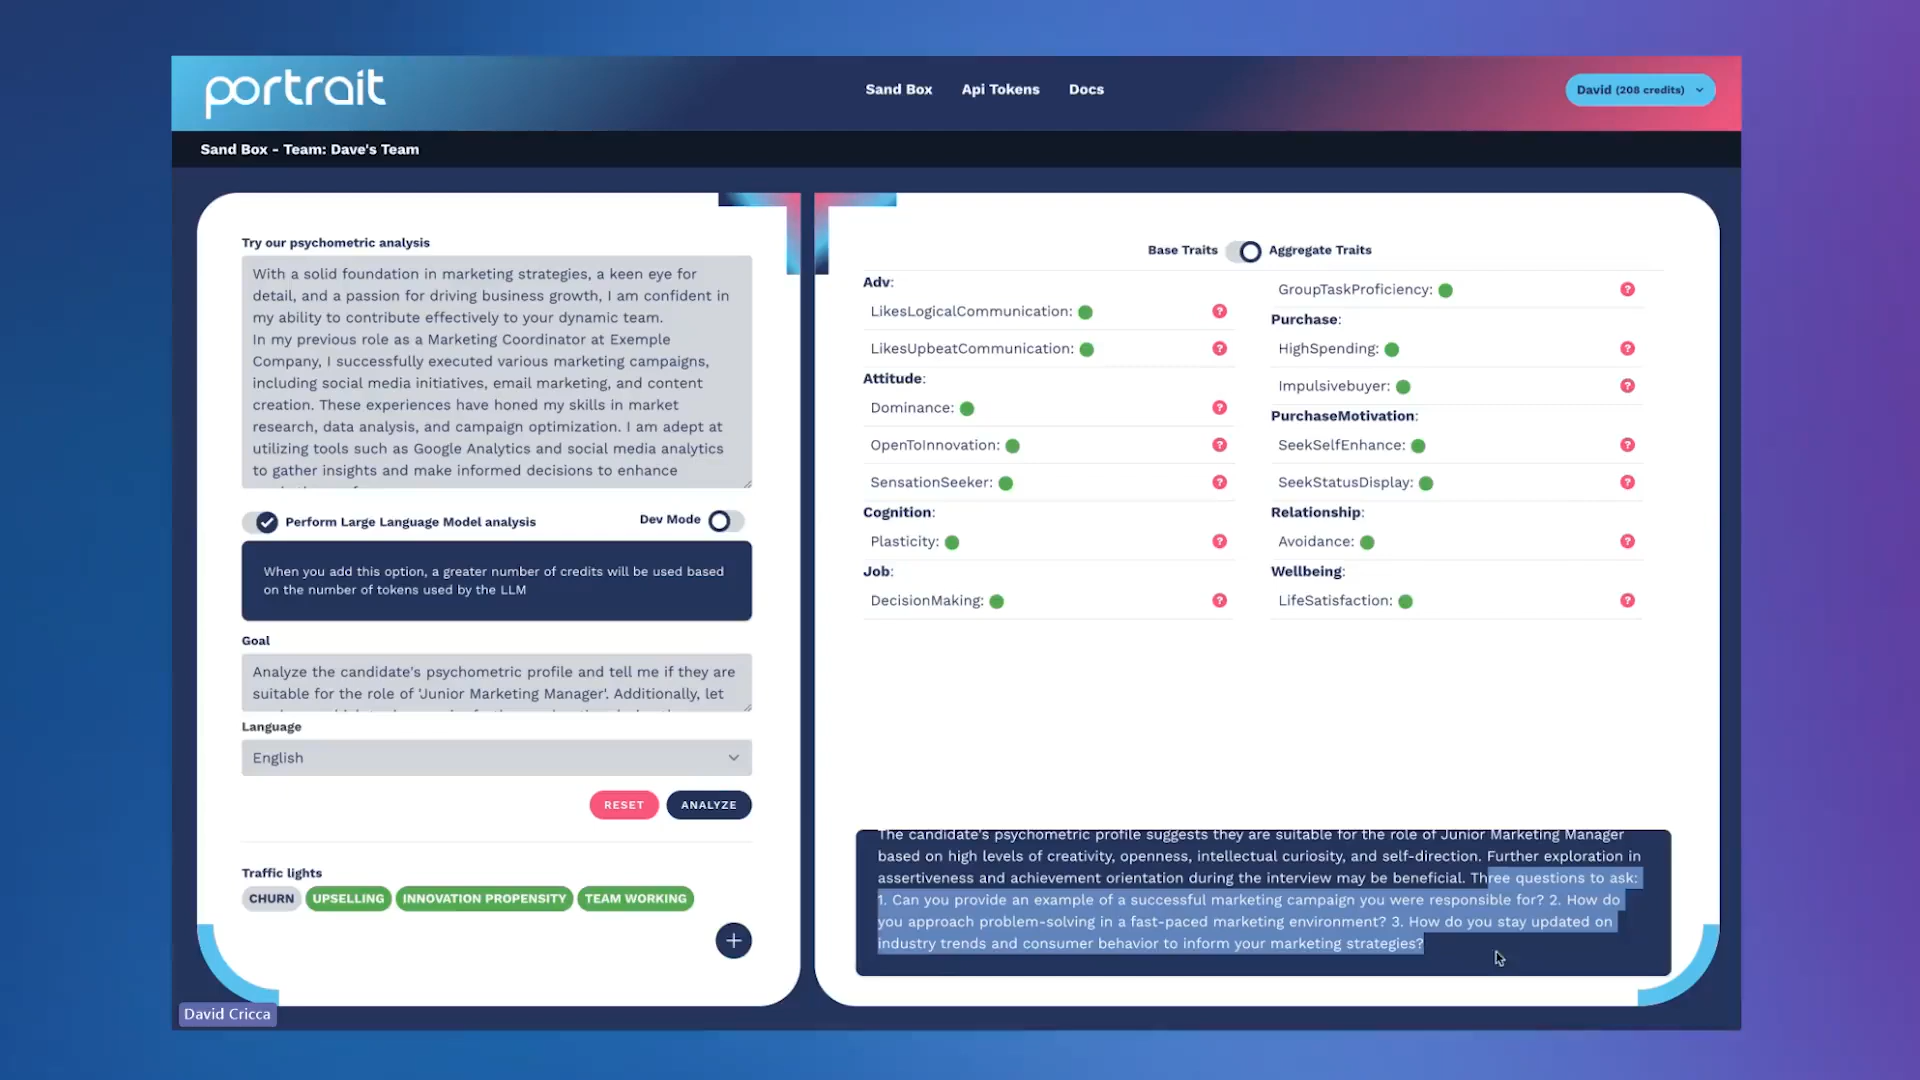 portrait
Sand Box
Api Tokens
Docs
David (208 credits)
Sand Box - Team: Dave's Team
Try our psychometric analysis
With a solid foundation in marketing strategies, a keen eye for
detail, and a passion for driving business growth, I am confident in
my ability to contribute effectively to your dynamic team.
In my previous role as a Marketing Coordinator at Exemple
Company, I successfully executed various marketing campaigns,
including social media initiatives, email marketing, and content
creation. These experiences have honed my skills in market
research, data analysis, and campaign optimization. I am adept at
utilizing tools such as Google Analytics and social media analytics
to gather insights and make informed decisions to enhance
Perform Large Language Model analysis
Dev Mode
When you add this option, a greater number of credits will be used based
on the number of tokens used by the LLM
Goal
Analyze the candidate's psychometric profile and tell me if they are
suitable for the role of 'Junior Marketing Manager'. Additionally, let
Language
English
RESET
ANALYZE
Traffic lights
CHURN
UPSELLING
INNOVATION PROPENSITY
TEAM WORKING
+
David Cricca
Base Traits
Aggregate Traits
Adv:
LikesLogicalCommunication:
?
LikesUpbeatCommunication:
?
Attitude:
Dominance:
?
OpenToInnovation:
?
SensationSeeker:
?
Cognition:
Plasticity:
?
Job:
DecisionMaking:
?
GroupTaskProficiency:
?
Purchase:
HighSpending:
?
Impulsivebuyer:
?
PurchaseMotivation:
SeekSelfEnhance:
?
SeekStatusDisplay:
?
Relationship:
Avoidance:
?
Wellbeing:
LifeSatisfaction:
?
The candidate's psychometric profile suggests they are suitable for the role of Junior Marketing Manager
based on high levels of creativity, openness, intellectual curiosity, and self-direction. Further exploration in
assertiveness and achievement orientation during the interview may be beneficial. Three questions to ask:
1. Can you provide an example of a successful marketing campaign you were responsible for? 2. How do
you approach problem-solving in a fast-paced marketing environment? 3. How do you stay updated on
industry trends and consumer behavior to inform your marketing strategies?